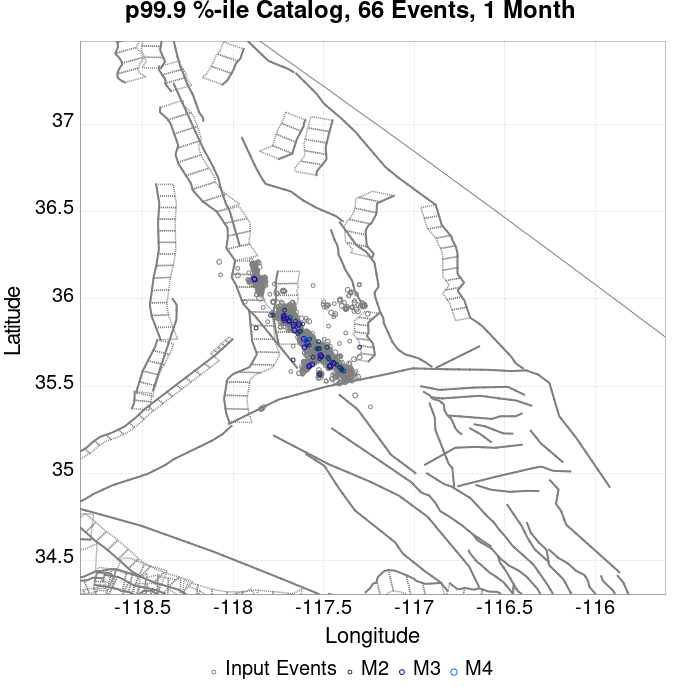 p99.9 %-ile Catalog, 66 Events, 1 Month
37
36.5
36
35.5
35
34.5
Latitude
-118.5 -118 -117.5 -117 -116.5 -116
Longitude
Input Events M2 M3 M4